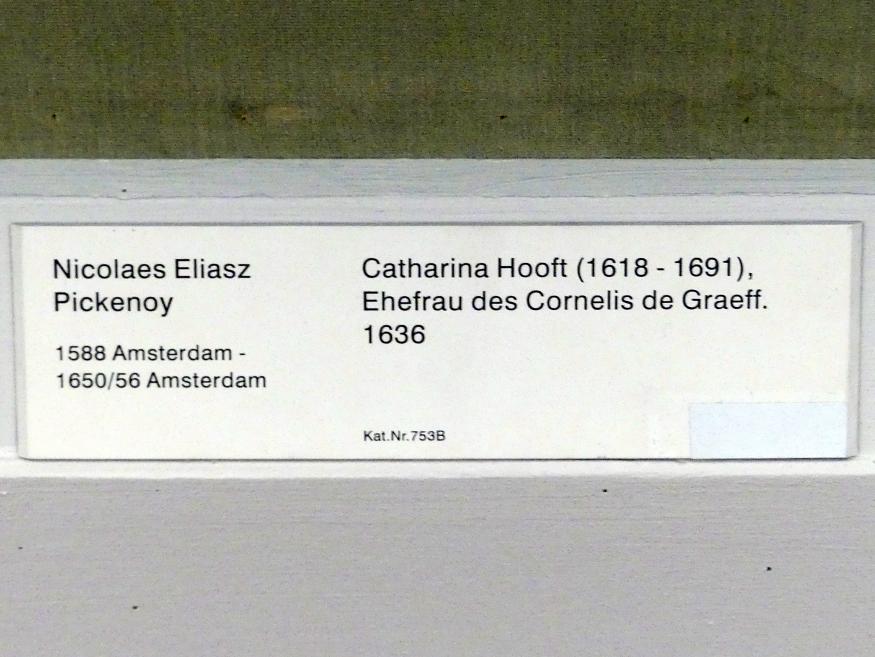 Nicolaes Eliasz
Pickenoy
1588 Amsterdam -
1650/56 Amsterdam
Catharina Hooft (1618 - 1691),
Ehefrau des Cornelis de Graeff.
1636
Kat.Nr.753B